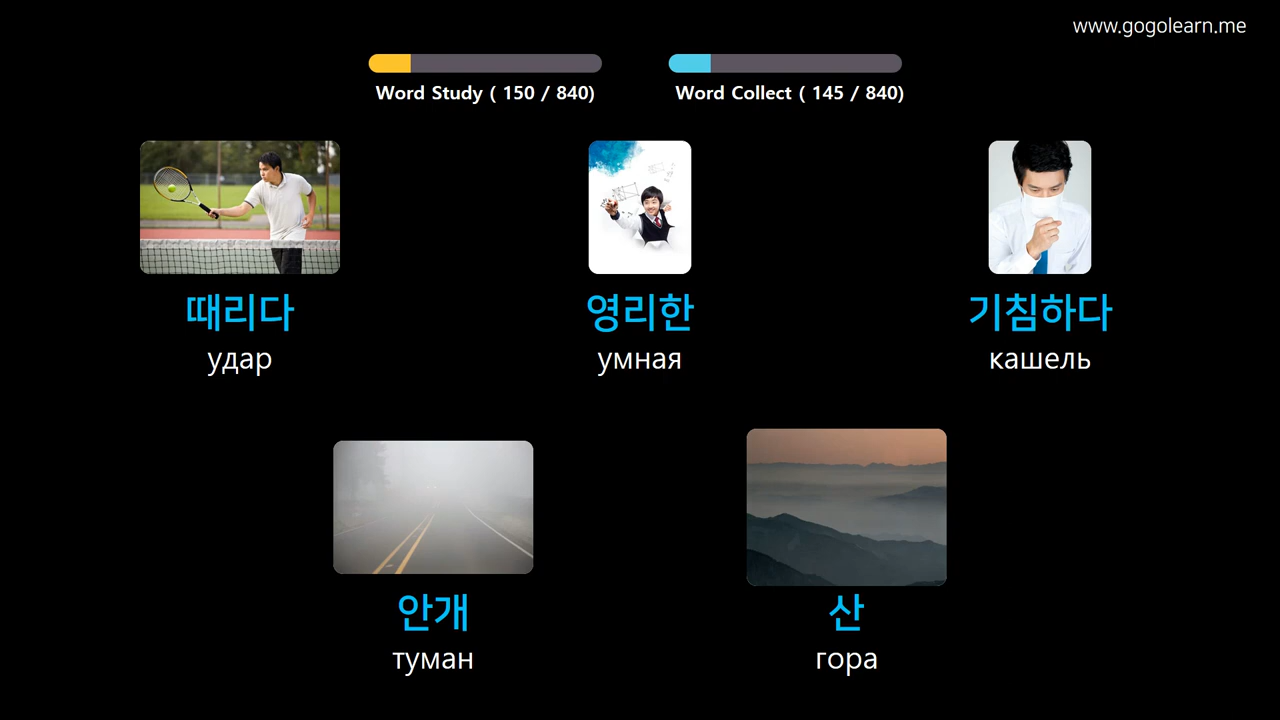 www.gogolearn.me
Word Study ( 150 / 840)
Word Collect ( 145 / 840)
때리다
удар
영리한
умная
기침하다
кашель
안개
туман
산
гора